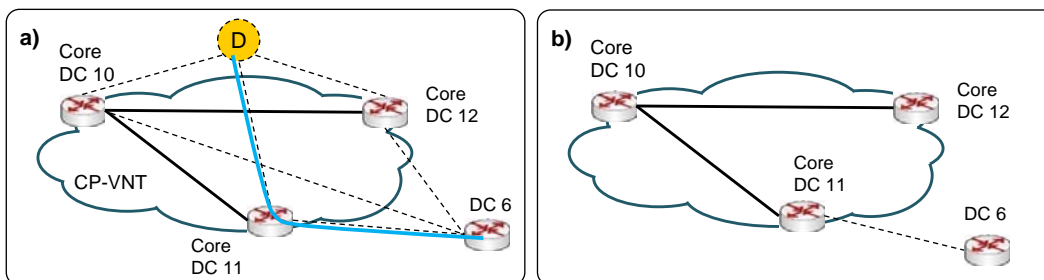 a)
D
Core
DC 10
Core
DC 12
CP-VNT
DC 6
Core
DC 11
b)
Core
DC 10
Core
DC 12
Core
DC 11
DC 6